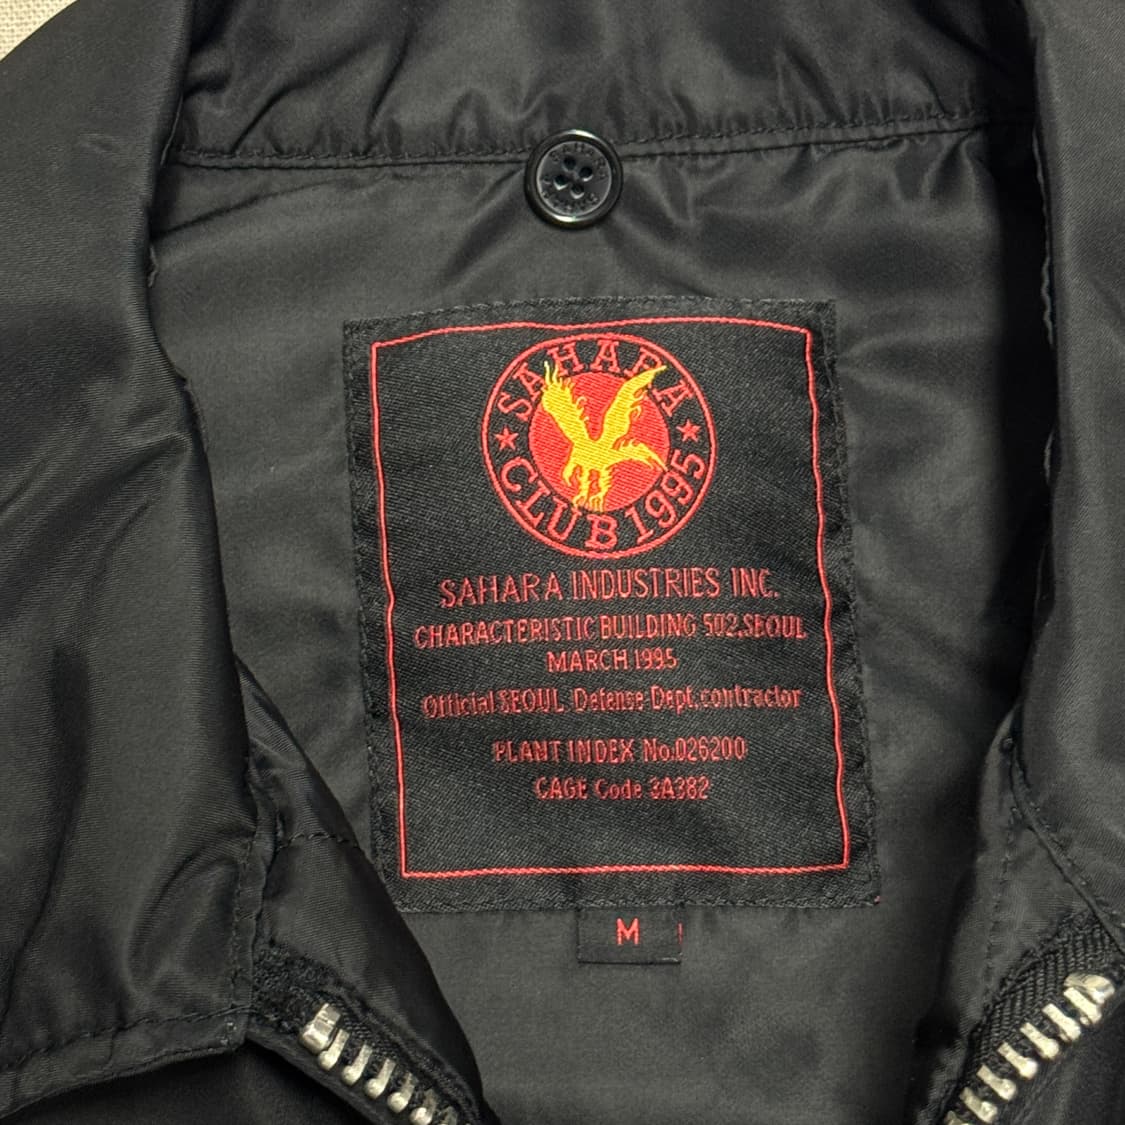 SAHARA
CLUB 1995
SAHARA INDUSTRIES INC.
CHARACTERISTIC BUILDING 502,SEOUL
MARCH 1995
Official SEOUL Defense Dept.contractor
PLANT INDEX No.026200
CAGE Code 3A382
M